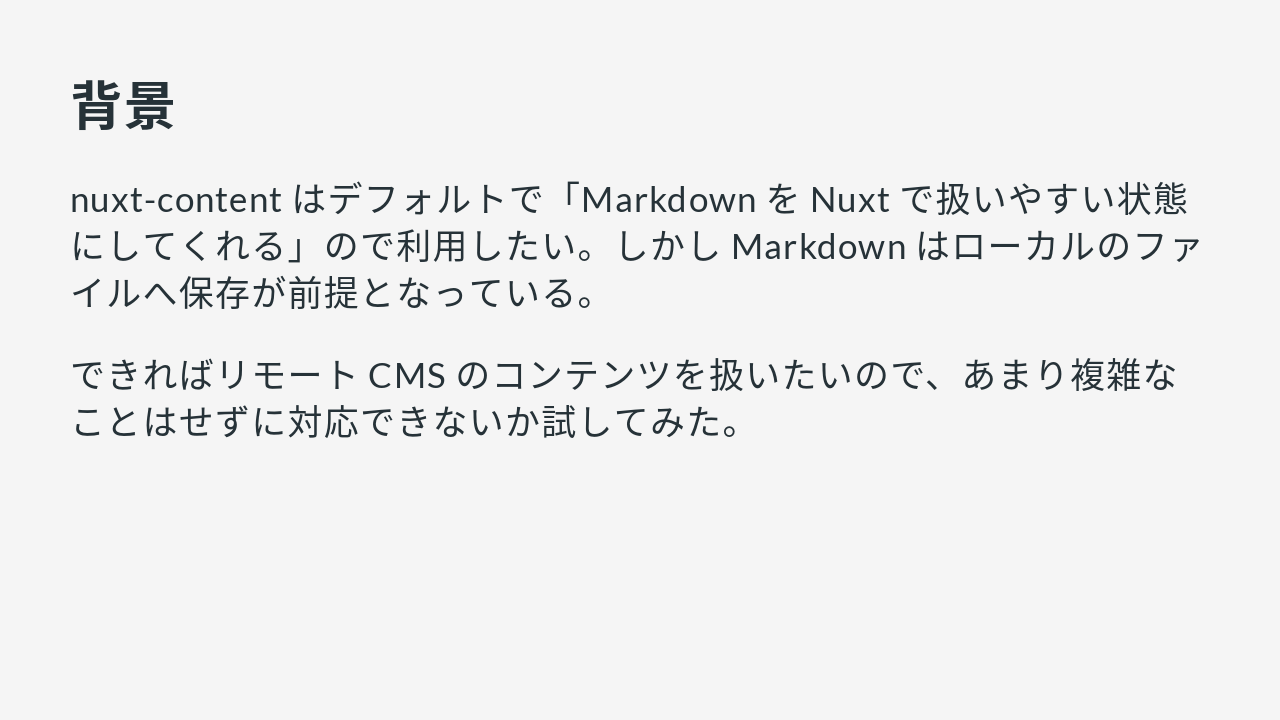 背景
nuxt-content はデフォルトで「Markdown を Nuxt で扱いやすい状態
にしてくれる」ので利用したい。しかし Markdown はローカルのファ
イルへ保存が前提となっている。
できればリモート CMS のコンテンツを扱いたいので、あまり複雑な
ことはせずに対応できないか試してみた。